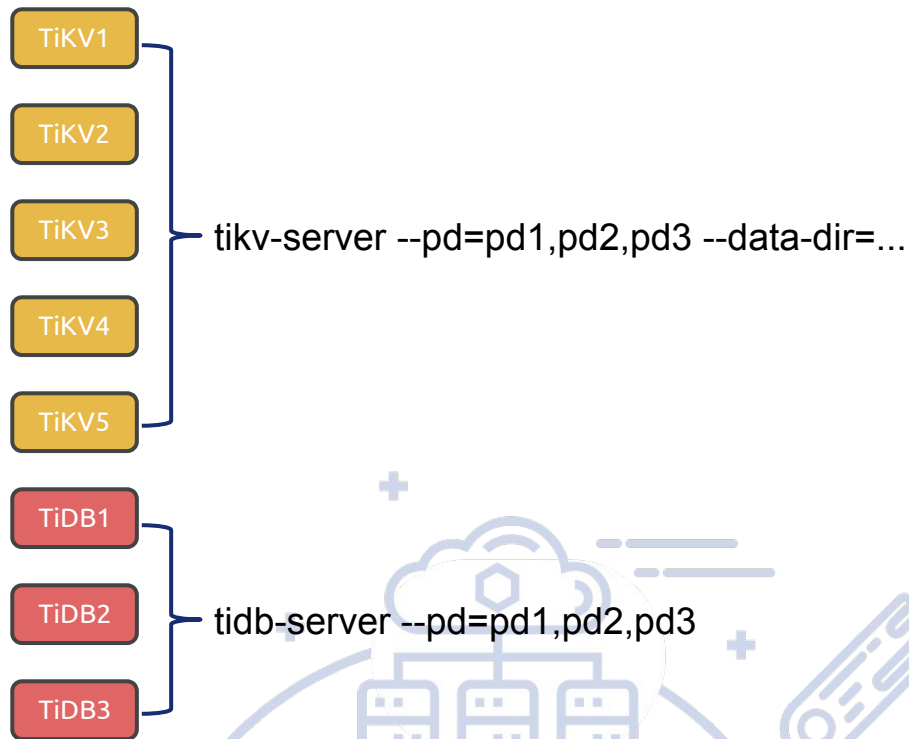 TiKV1
TiKV2
TiKV3
tikv-server --pd=pd1,pd2,pd3 --data-dir=...
TiKV4
TiKV5
TiDB1
TiDB2
tidb-server --pd=pd1,pd2,pd3
TiDB3